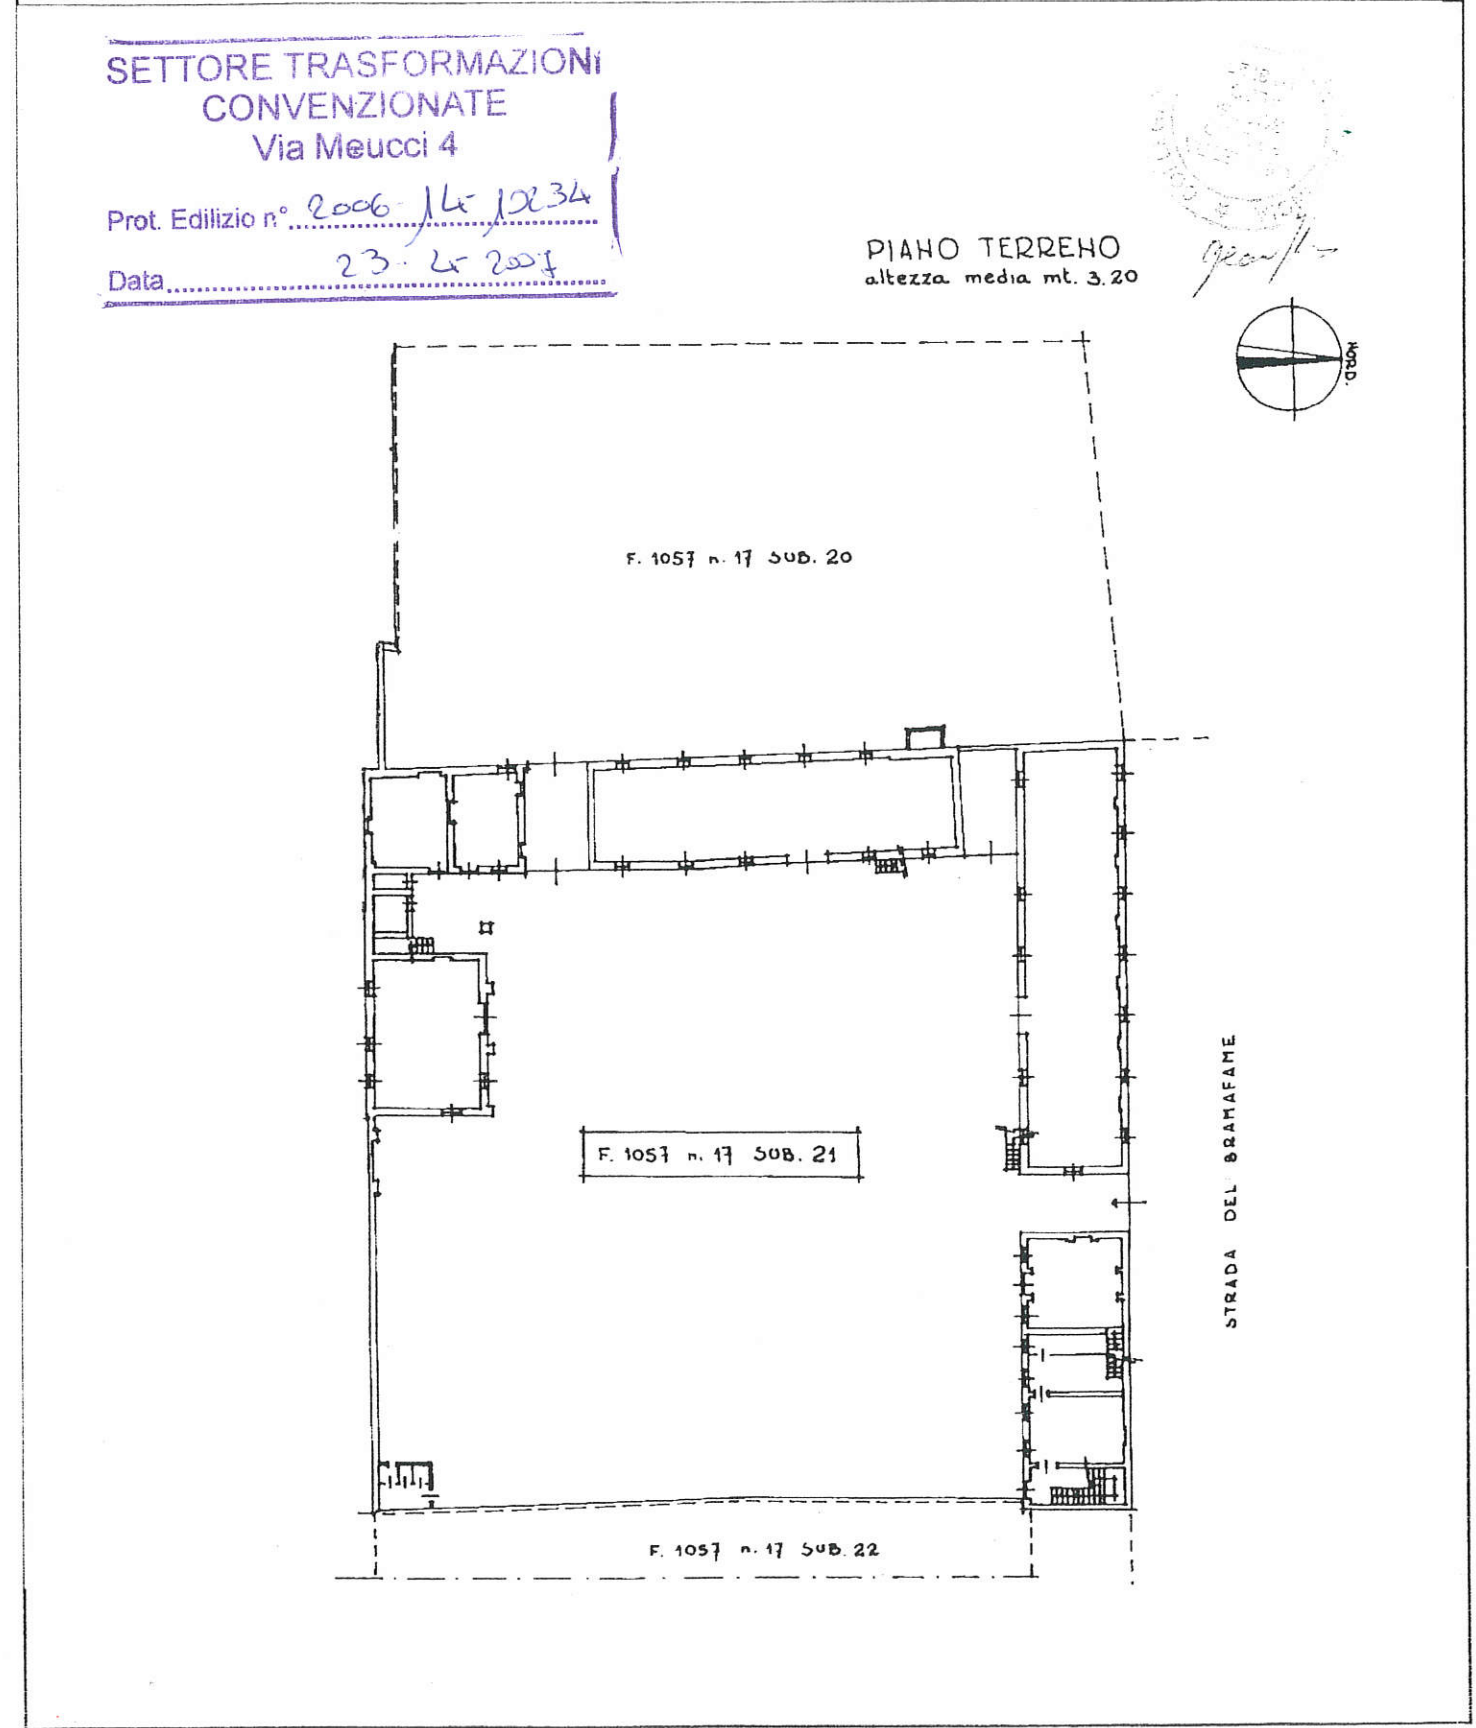 SETTORE TRASFORMAZIONI
CONVENZIONATE
Via Meucci 4
Prot. Edilizio n° 2006-14-10234
Data 23-4-2007
PIANO TERRENO
altezza media mt. 3.20
NORD.
F. 1057 n. 17 SUB. 20
F. 1057 n. 17 SUB. 21
STRADA DEL BRAMAFAME
F. 1057 n. 17 SUB. 22